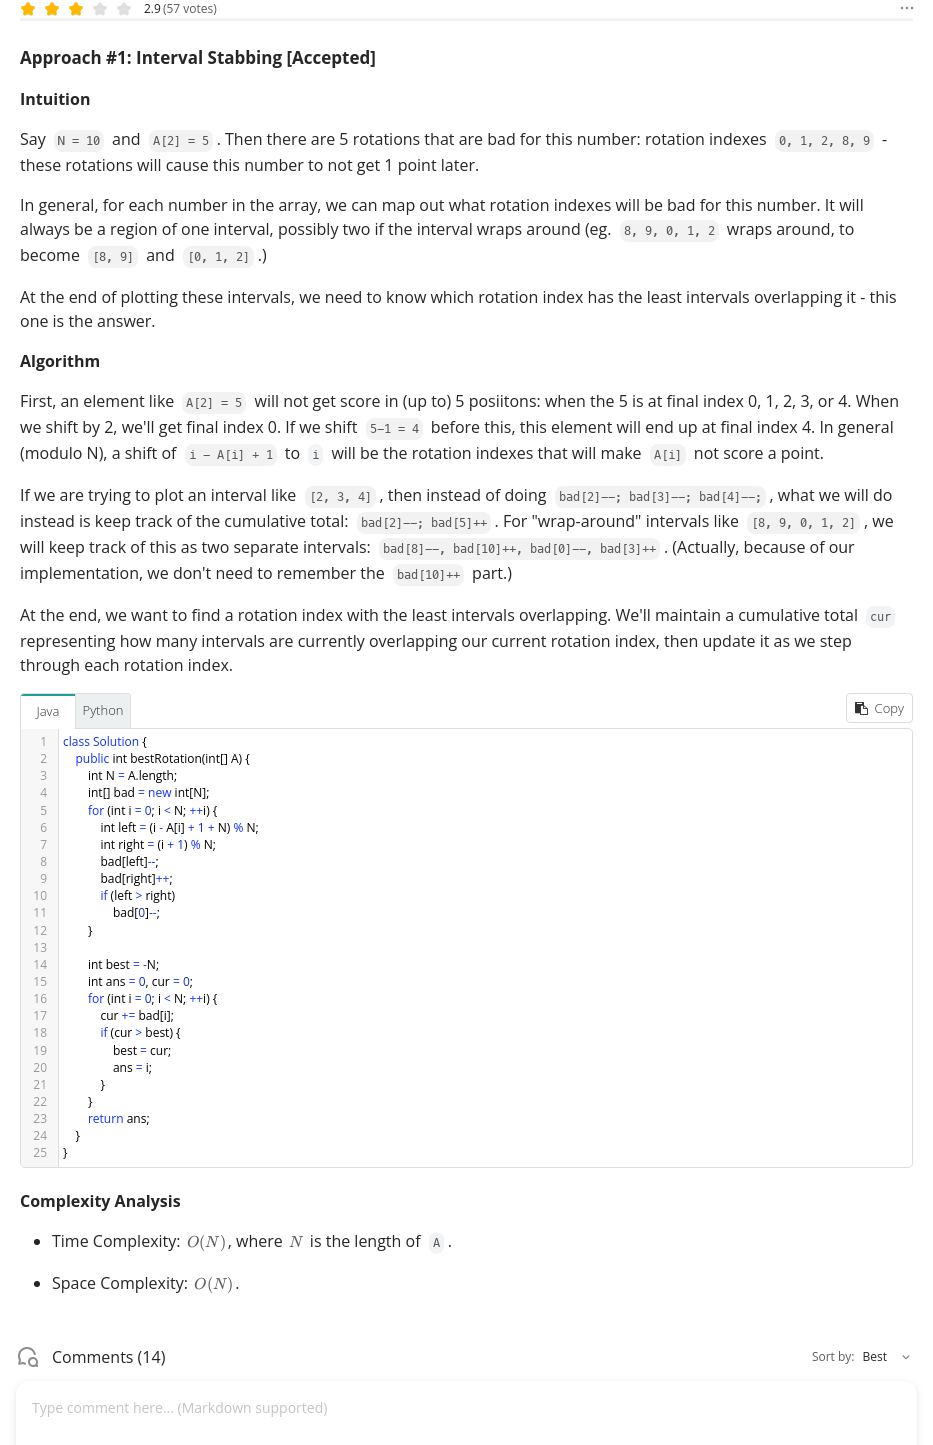 2.9 (57 votes)
Approach #1: Interval Stabbing [Accepted]
Intuition
Say N = 10 and A[2] = 5 . Then there are 5 rotations that are bad for this number: rotation indexes 0, 1, 2, 8, 9 -
these rotations will cause this number to not get 1 point later.
In general, for each number in the array, we can map out what rotation indexes will be bad for this number. It will
always be a region of one interval, possibly two if the interval wraps around (eg. 8, 9, 0, 1, 2 wraps around, to
become [8, 9] and [0, 1, 2] .)
At the end of plotting these intervals, we need to know which rotation index has the least intervals overlapping it - this
one is the answer.
Algorithm
First, an element like A[2] = 5 will not get score in (up to) 5 posiitons: when the 5 is at final index 0, 1, 2, 3, or 4. When
we shift by 2, we'll get final index 0. If we shift 5-1 = 4 before this, this element will end up at final index 4. In general
(modulo N), a shift of i - A[i] + 1 to i will be the rotation indexes that will make A[i] not score a point.
If we are trying to plot an interval like [2, 3, 4] , then instead of doing bad[2]--; bad[3]--; bad[4]--; , what we will do
instead is keep track of the cumulative total: bad[2]--; bad[5]++ . For "wrap-around" intervals like [8, 9, 0, 1, 2] , we
will keep track of this as two separate intervals: bad[8]--, bad[10]++, bad[0]--, bad[3]++ . (Actually, because of our
implementation, we don't need to remember the bad[10]++ part.)
At the end, we want to find a rotation index with the least intervals overlapping. We'll maintain a cumulative total cur
representing how many intervals are currently overlapping our current rotation index, then update it as we step
through each rotation index.
Java Python Copy
1 class Solution {
2 public int bestRotation(int[] A) {
3 int N = A.length;
4 int[] bad = new int[N];
5 for (int i = 0; i < N; ++i) {
6 int left = (i - A[i] + 1 + N) % N;
7 int right = (i + 1) % N;
8 bad[left]--;
9 bad[right]++;
10 if (left > right)
11 bad[0]--;
12 }
13
14 int best = -N;
15 int ans = 0, cur = 0;
16 for (int i = 0; i < N; ++i) {
17 cur += bad[i];
18 if (cur > best) {
19 best = cur;
20 ans = i;
21 }
22 }
23 return ans;
24 }
25 }
Complexity Analysis
• Time Complexity: O(N), where N is the length of A .
• Space Complexity: O(N).
Comments (14) Sort by: Best
Type comment here... (Markdown supported)